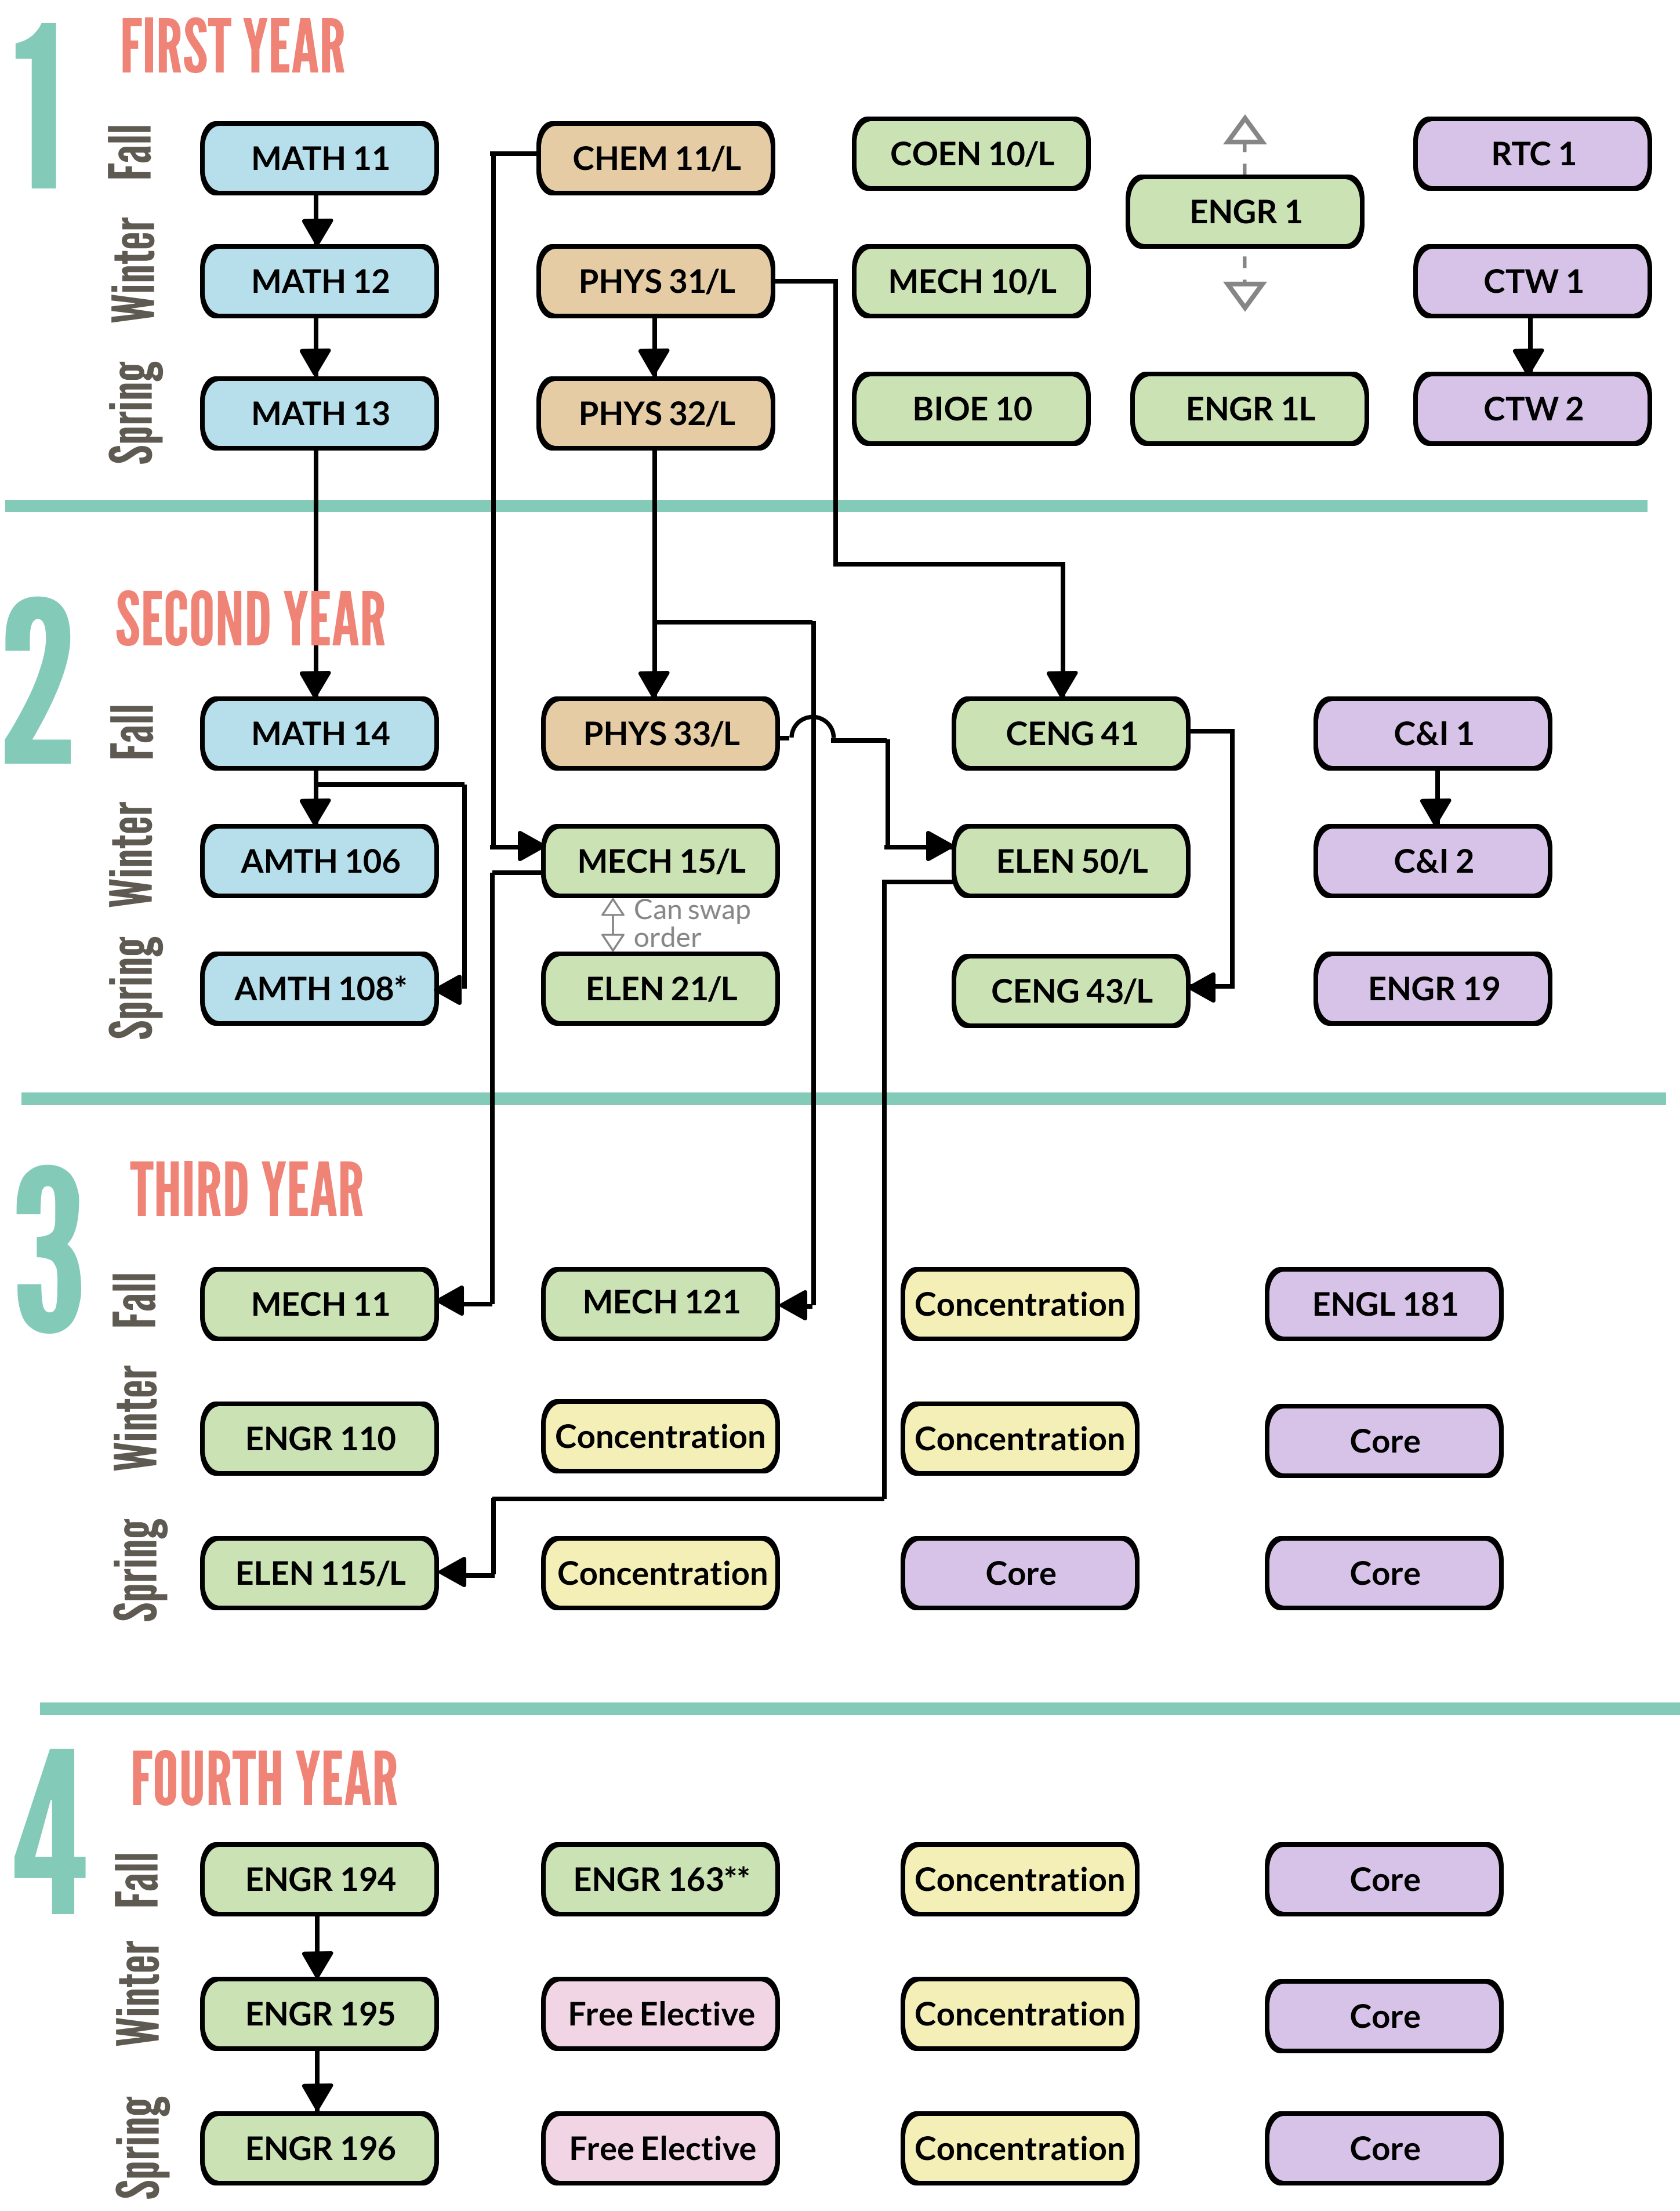 1
FIRST YEAR
Fall
MATH 11
CHEM 11/L
COEN 10/L
ENGR 1
RTC 1
Winter
MATH 12
PHYS 31/L
MECH 10/L
CTW 1
Spring
MATH 13
PHYS 32/L
BIOE 10
ENGR 1L
CTW 2
2
SECOND YEAR
Fall
MATH 14
PHYS 33/L
CENG 41
C&I 1
Winter
AMTH 106
MECH 15/L
ELEN 50/L
C&I 2
Can swap
order
Spring
AMTH 108*
ELEN 21/L
CENG 43/L
ENGR 19
3
THIRD YEAR
Fall
MECH 11
MECH 121
Concentration
ENGL 181
Winter
ENGR 110
Concentration
Concentration
Core
Spring
ELEN 115/L
Concentration
Core
Core
4
FOURTH YEAR
Fall
ENGR 194
ENGR 163**
Concentration
Core
Winter
ENGR 195
Free Elective
Concentration
Core
Spring
ENGR 196
Free Elective
Concentration
Core